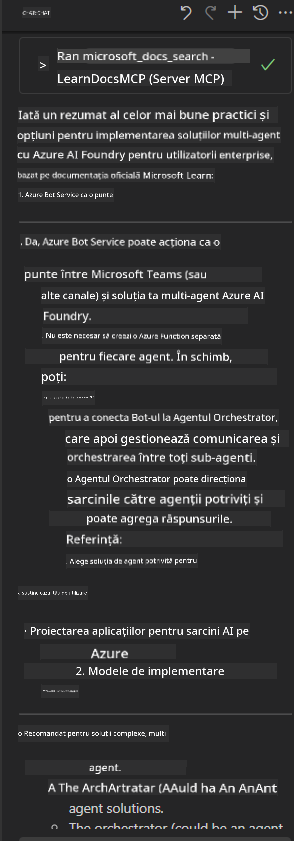 Ran microsoft_docs_search -
LearnDocsMCP (Server MCP)
Iată un rezumat al celor mai bune practici și
opțiuni pentru implementarea soluțiilor multi-agent
cu Azure AI Foundry pentru utilizatorii enterprise,
bazat pe documentația oficială Microsoft Learn:
1. Azure Bot Service ca o punte
. Da, Azure Bot Service poate acționa ca o
punte între Microsoft Teams (sau
alte canale) și soluția ta multi-agent Azure AI
Foundry.
. Nu este necesar să creezi o Azure Function separată
pentru fiecare agent. În schimb,
poți:
pentru a conecta Bot-ul la Agentul Orchestrator,
care apoi gestionează comunicarea și
orchestrarea între toți sub-agenti.
o Agentul Orchestrator poate direcționa
sarcinile către agenții potriviți și
poate agrega răspunsurile.
Referință:
. Alege soluția de agent potrivită pentru
· Proiectarea aplicațiilor pentru sarcini AI pe
Azure
2. Modele de implementare
o Recomandat pentru soluții complexe, multi
agent.
A The ArchArtratar (AAuld ha An AnAnt
agent solutions.
The orchestrator (could be an agent